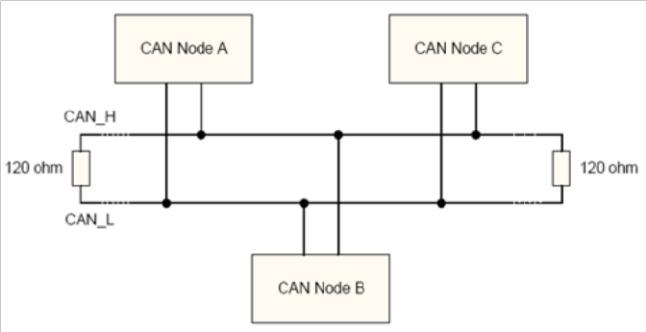 CAN Node A
CAN Node C
CAN_H
120 ohm
120 ohm
CAN_L
CAN Node B